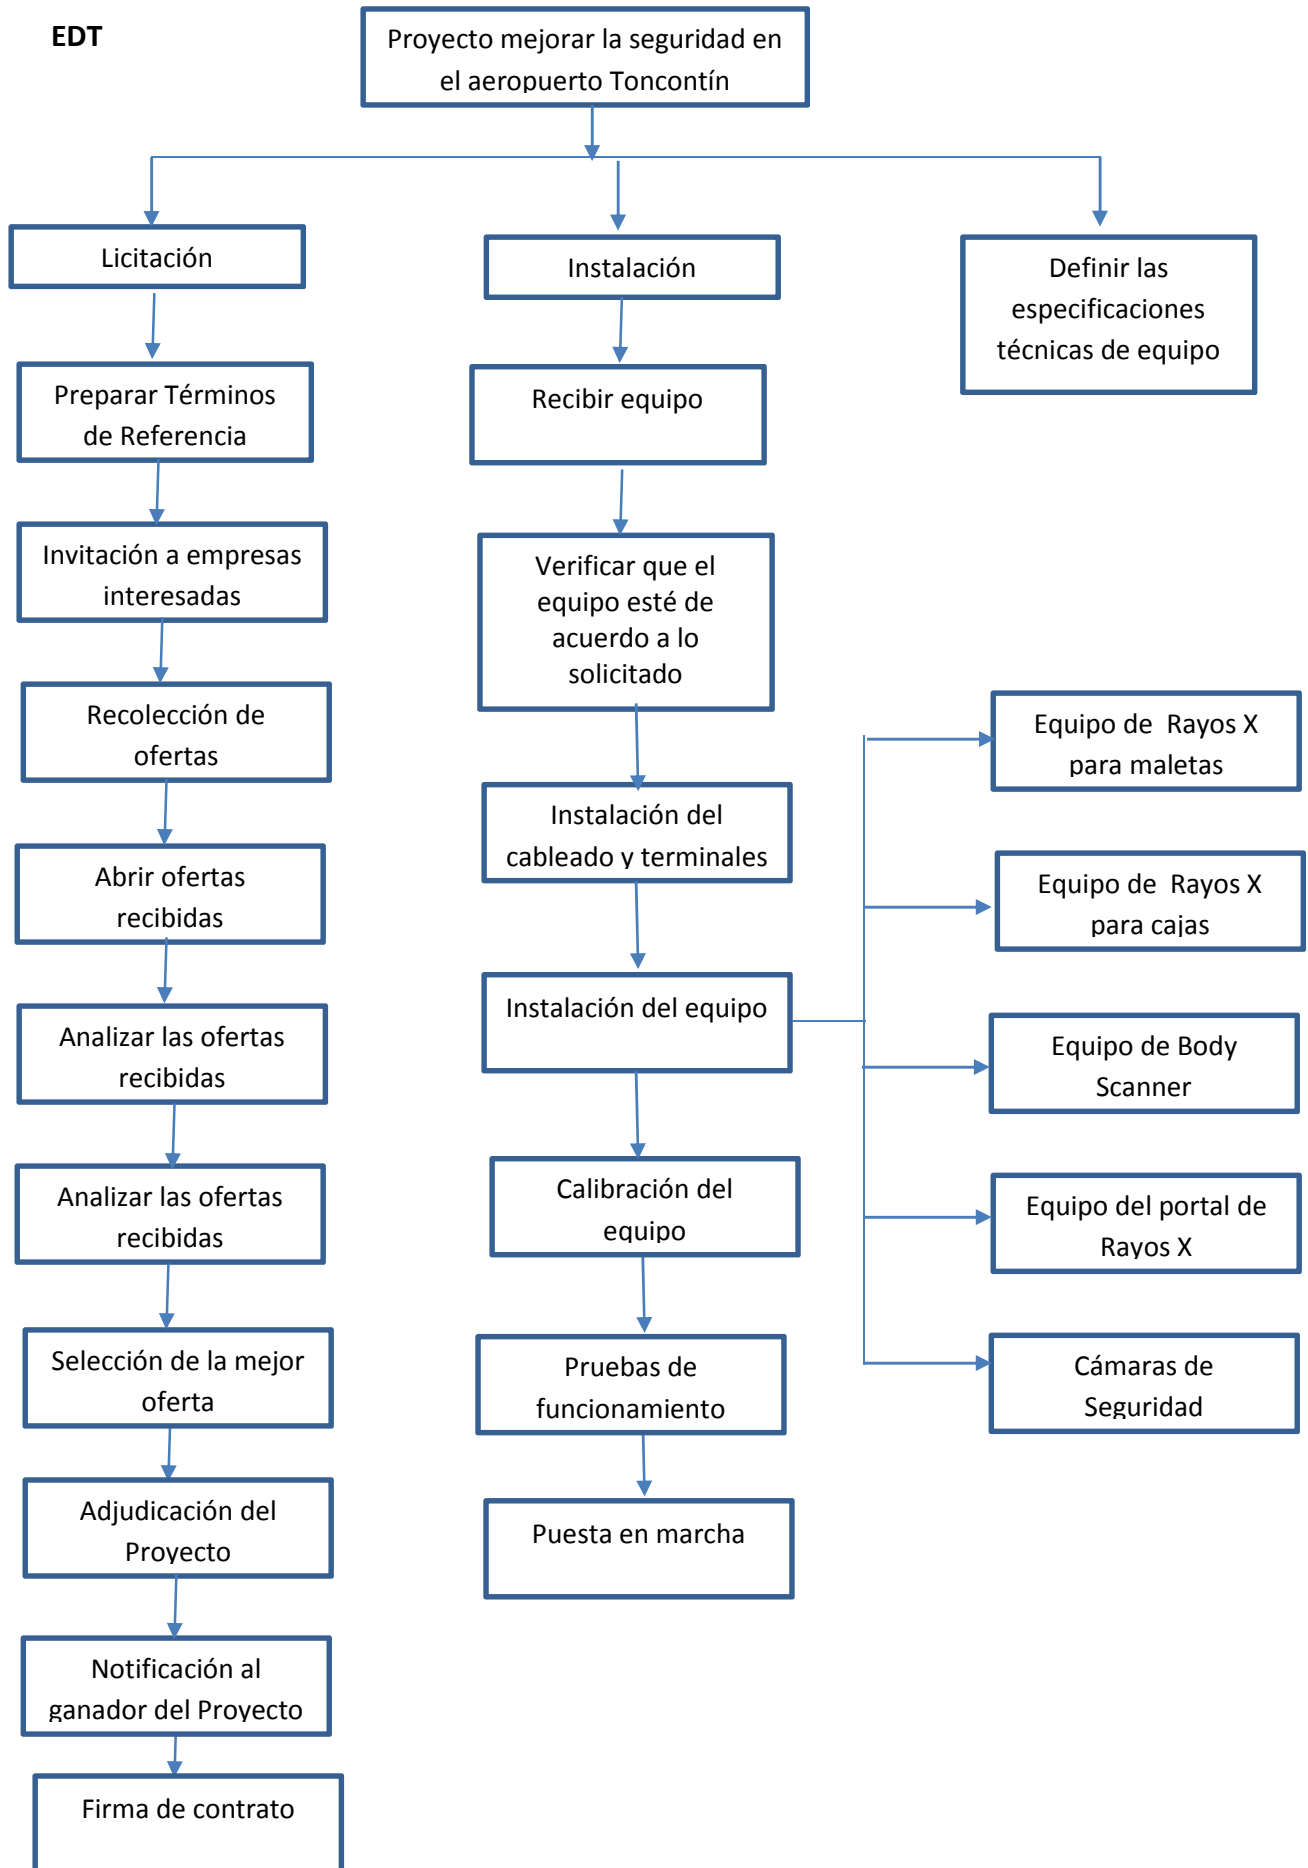 EDT
Proyecto mejorar la seguridad en
el aeropuerto Toncontín
Licitación
Preparar Términos
de Referencia
Invitación a empresas
interesadas
Recolección de
ofertas
Abrir ofertas
recibidas
Analizar las ofertas
recibidas
Analizar las ofertas
recibidas
Selección de la mejor
oferta
Adjudicación del
Proyecto
Notificación al
ganador del Proyecto
Firma de contrato
Instalación
Recibir equipo
Verificar que el
equipo esté de
acuerdo a lo
solicitado
Instalación del
cableado y terminales
Instalación del equipo
Calibración del
equipo
Pruebas de
funcionamiento
Puesta en marcha
Definir las
especificaciones
técnicas de equipo
Equipo de Rayos X
para maletas
Equipo de Rayos X
para cajas
Equipo de Body
Scanner
Equipo del portal de
Rayos X
Cámaras de
Seguridad